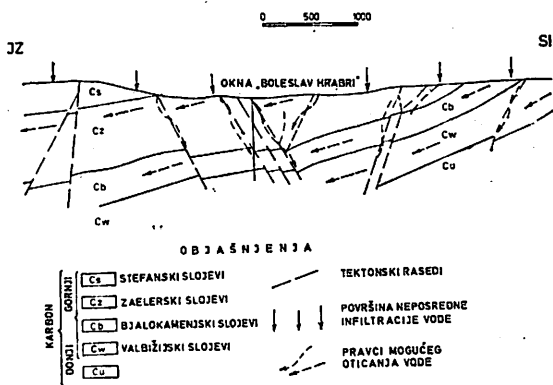 0 500 1000
JZ
SI
OKNA „BOLESLAV HRABRI"
Cs
Cz
Cb
Cw
Cb
Cw
Cu
OBJAŠNJENJA
KARBON
GORNJI
DONJI
Cs STEFANSKI SLOJEVI
Cz ZAELERSKI SLOJEVI
Cb BJALOKAMENJSKI SLOJEVI
Cw VALBIŽIJSKI SLOJEVI
Cu
TEKTONSKI RASEDI
POVRŠINA NEPOSREDNE
INFILTRACIJE VODE
PRAVCI MOGUĆEG
OTICANJA VODE